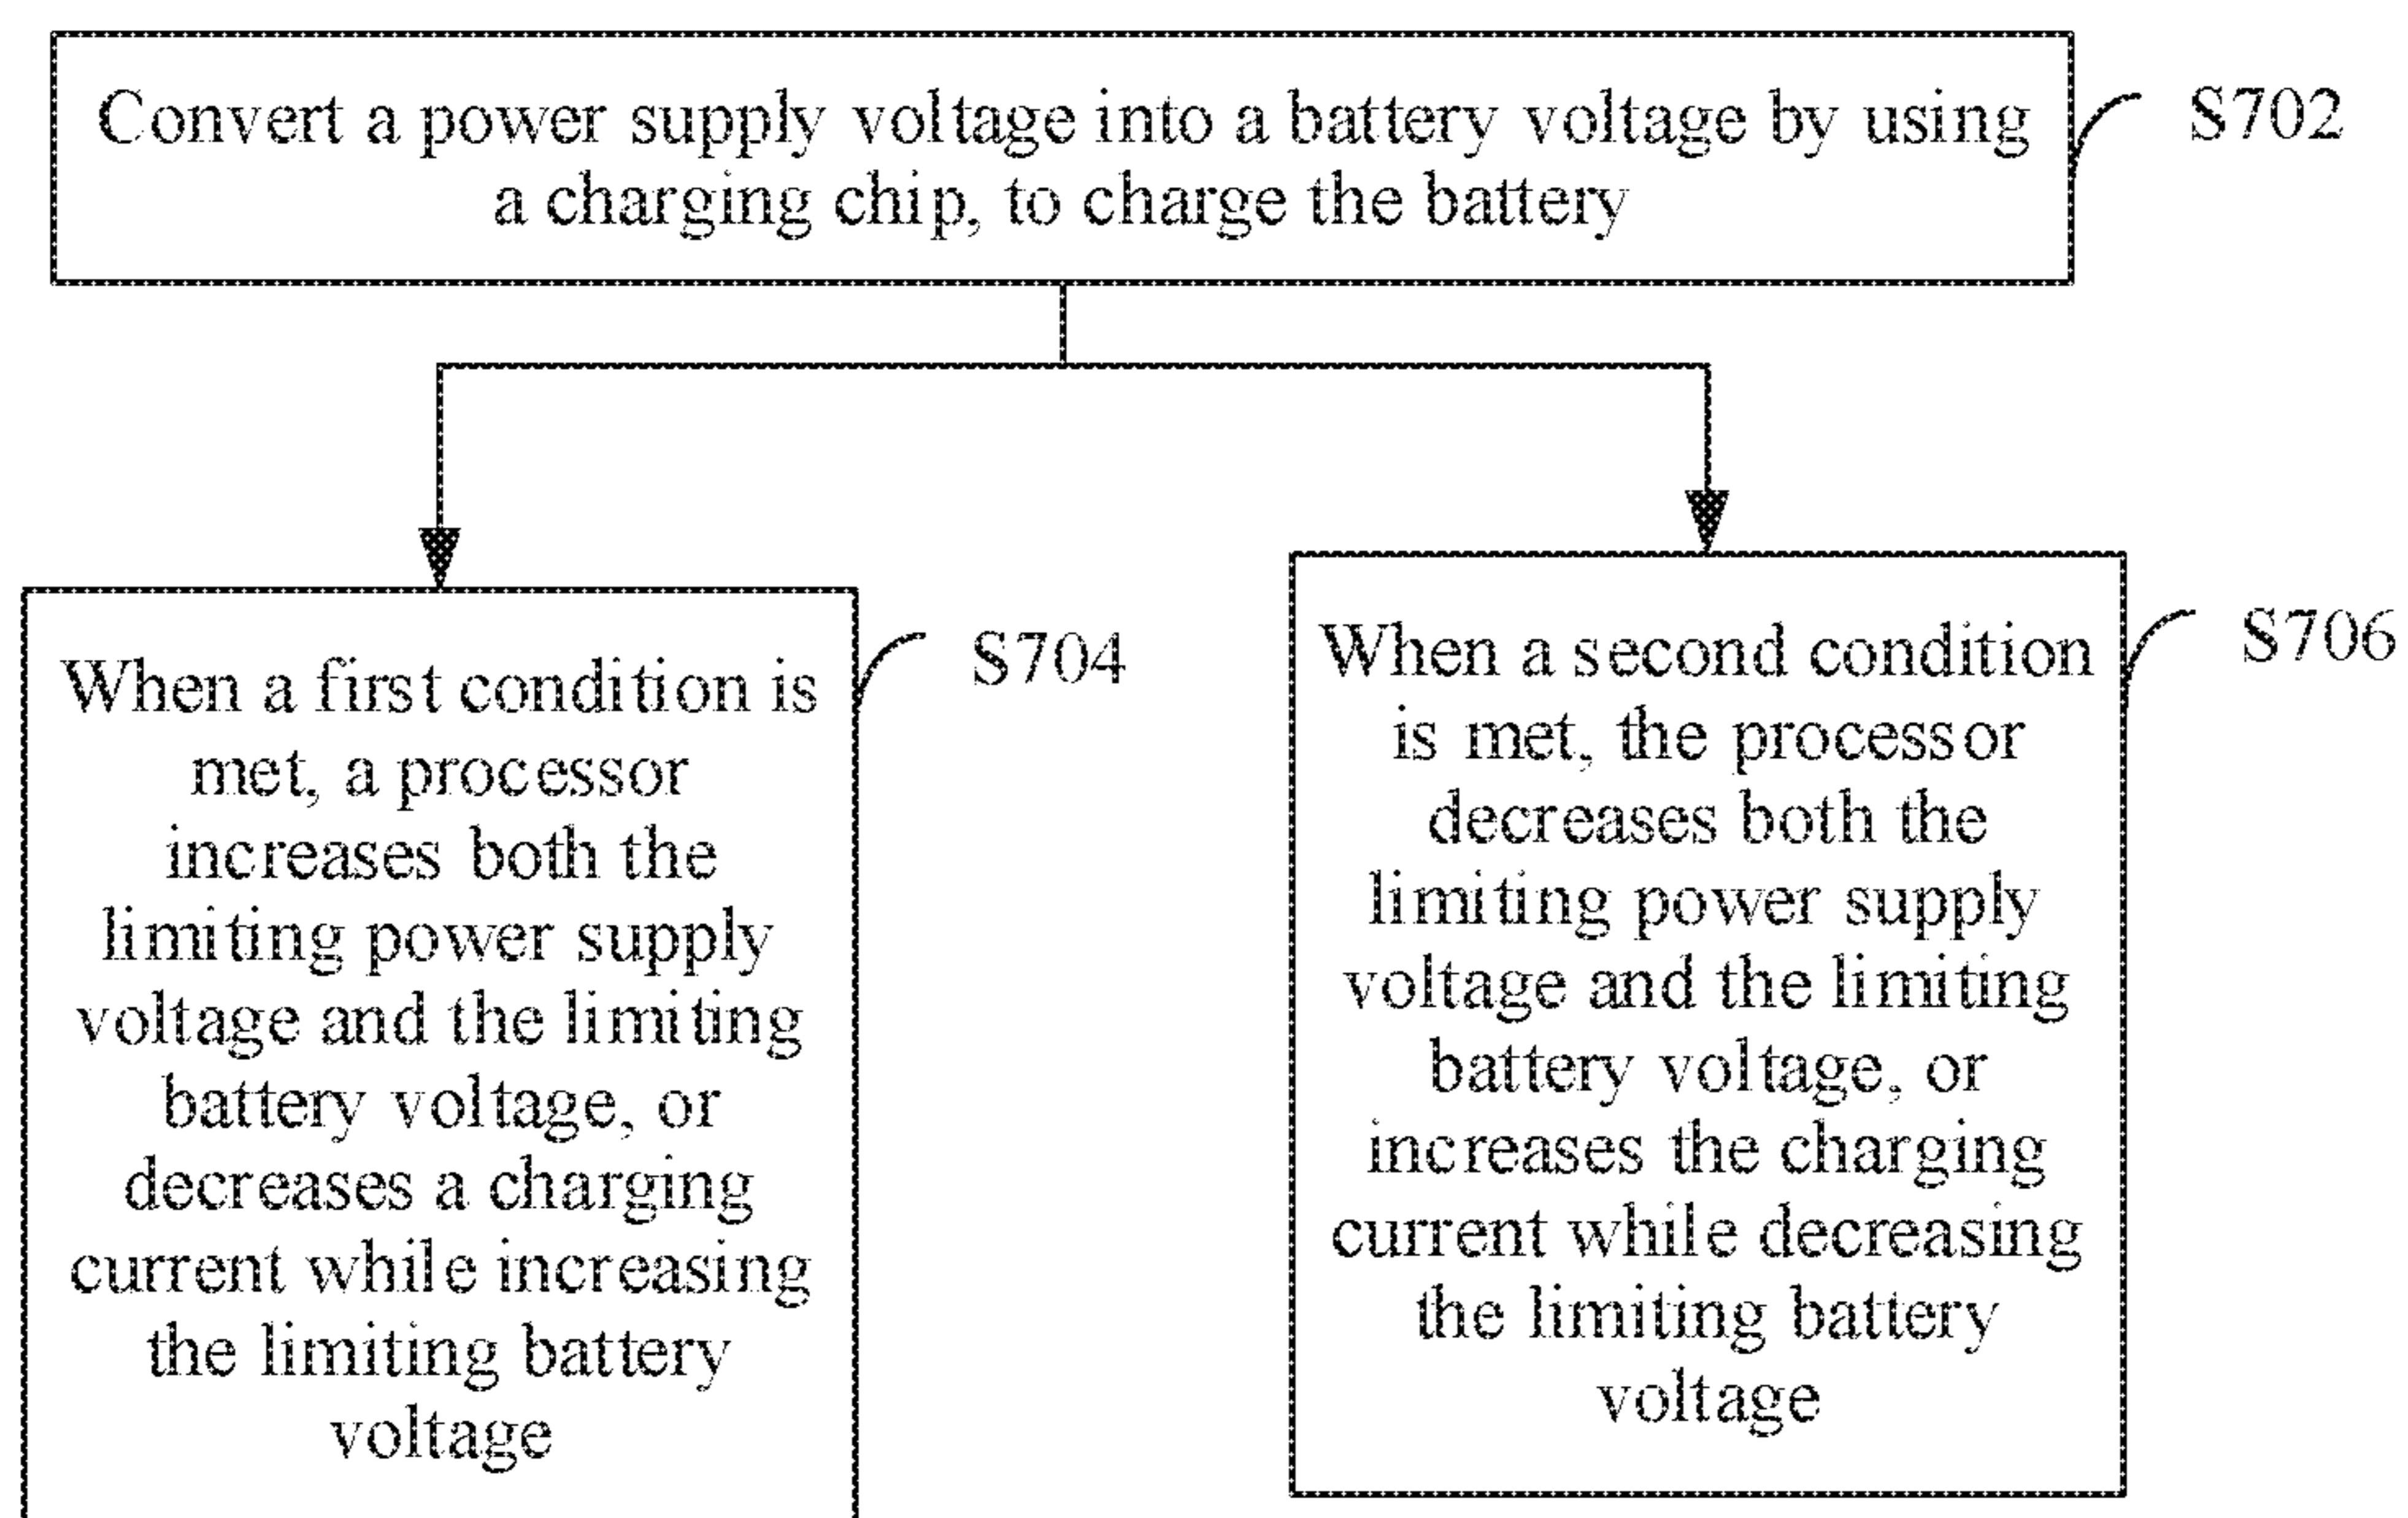 Convert a power supply voltage into a battery voltage by using
a charging chip, to charge the battery
S702
When a first condition is
met, a processor
increases both the
limiting power supply
voltage and the limiting
battery voltage, or
decreases a charging
current while increasing
the limiting battery
voltage
S704
When a second condition
is met, the processor
decreases both the
limiting power supply
voltage and the limiting
battery voltage, or
increases the charging
current while decreasing
the limiting battery
voltage
S706